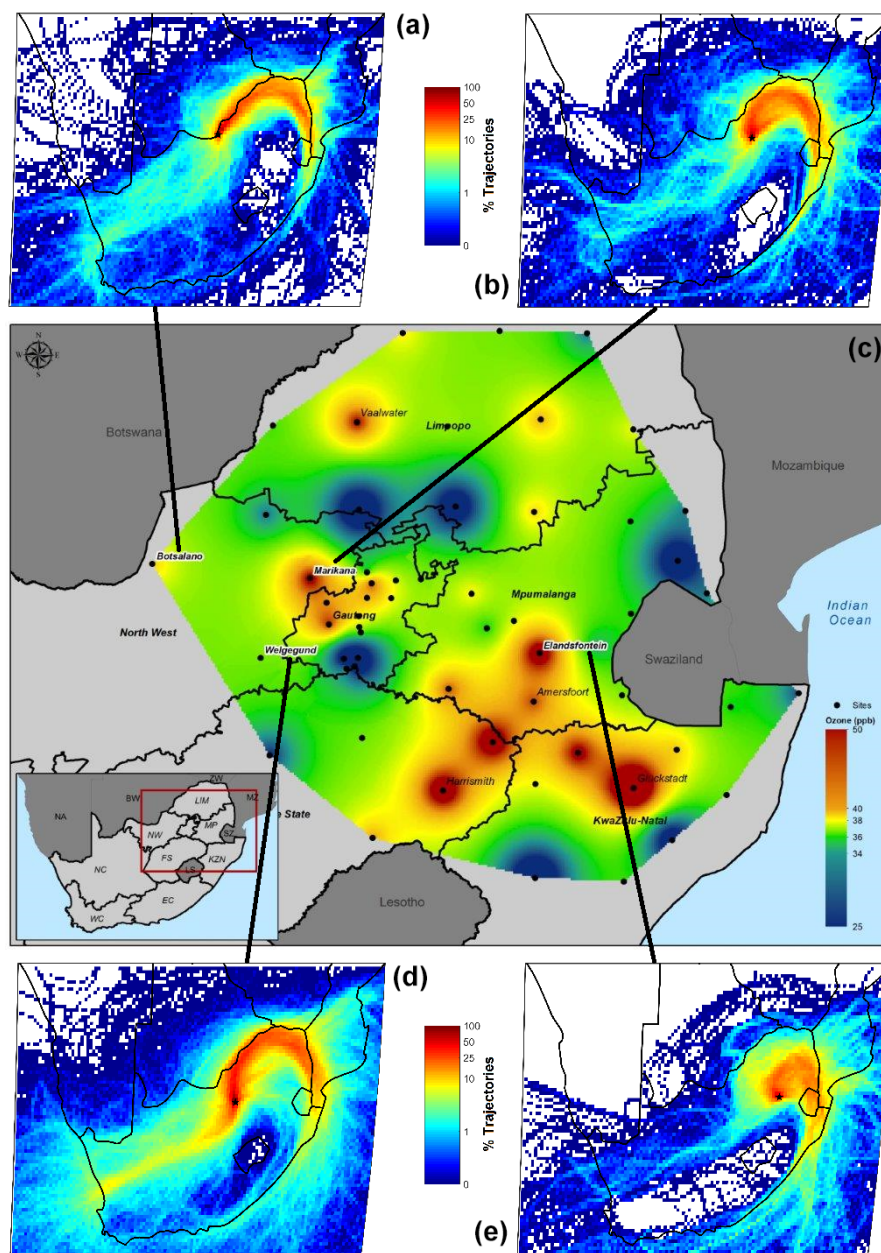 (a)
(b)
100
50
25
10
5
1
0
% Trajectories
(c)
N
W E
S
Botswana
Vaalwater
Limpopo
Mozambique
Botsalano
Marikana
Mpumalanga
Gauteng
North West
Indian
Ocean
Welgegund
Elandsfontein
Swaziland
Amersfoort
Sites
Ozone (ppb)
50
40
38
36
34
25
Harrismith
Glückstadt
KwaZulu-Natal
e State
Lesotho
ZW
NA
BW
LIM
MZ
NW
MP
SZ
FS
KZN
NC
LS
EC
WC
(d)
(e)
100
50
25
10
5
1
0
% Trajectories